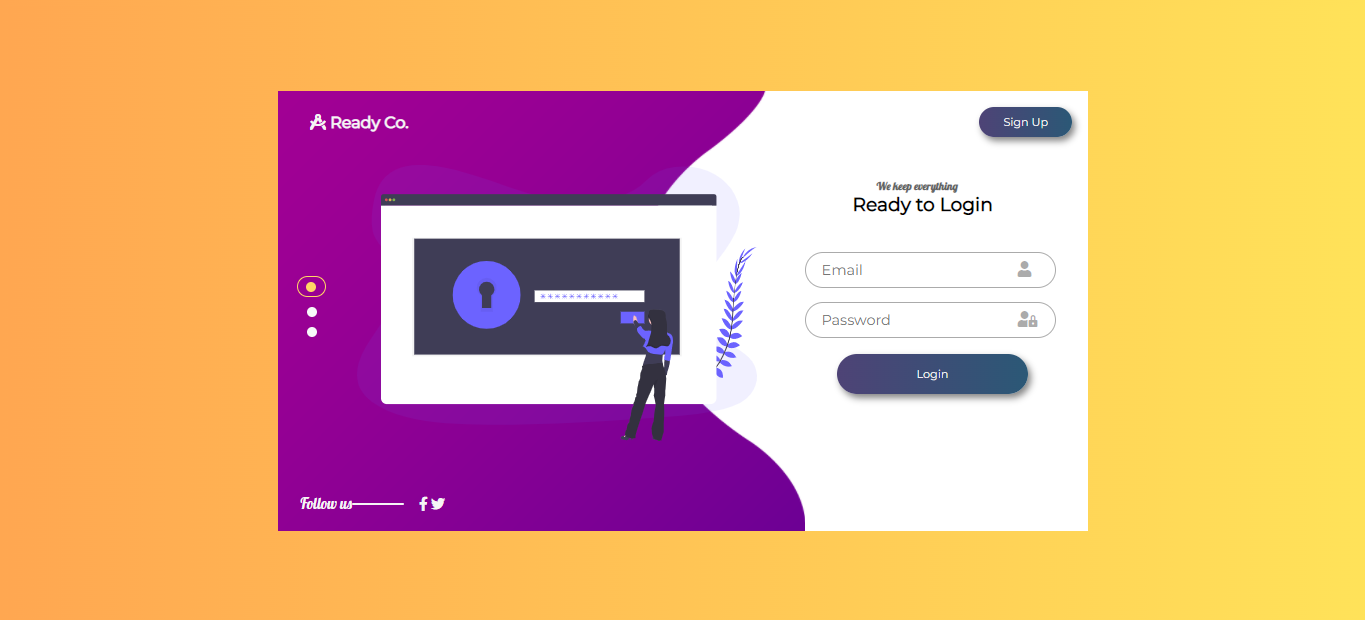 Ready Co.
Sign Up
We keep everything
Ready to Login
Email
Password
***********
Login
Follow us